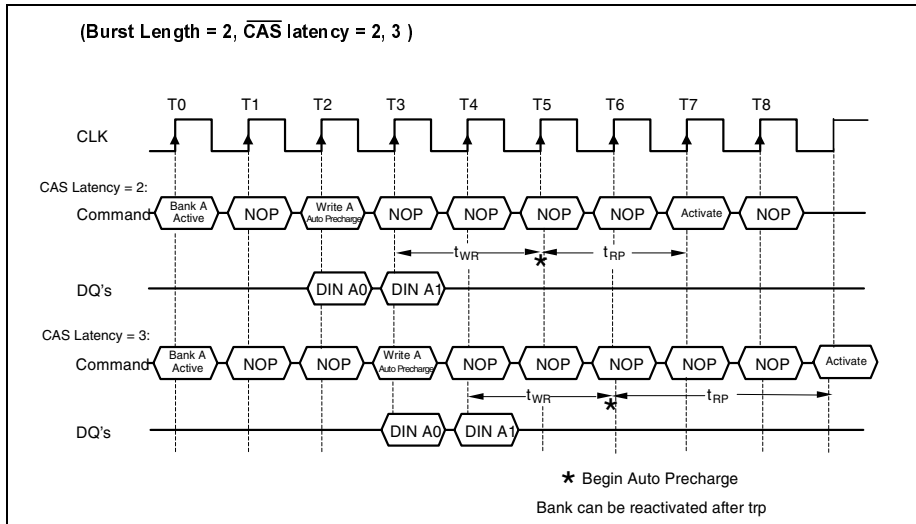 (Burst Length = 2, CAS latency = 2, 3 )
T0 T1 T2 T3 T4 T5 T6 T7 T8
CLK
CAS Latency = 2:
Command
Bank A
Active
NOP
Write A
Auto Precharge
NOP
NOP
NOP
NOP
Activate
NOP
tWR
*
tRP
DQ's
DIN A0
DIN A1
CAS Latency = 3:
Command
Bank A
Active
NOP
NOP
Write A
Auto Precharge
NOP
NOP
NOP
NOP
NOP
Activate
tWR
*
tRP
DQ's
DIN A0
DIN A1
* Begin Auto Precharge
Bank can be reactivated after trp